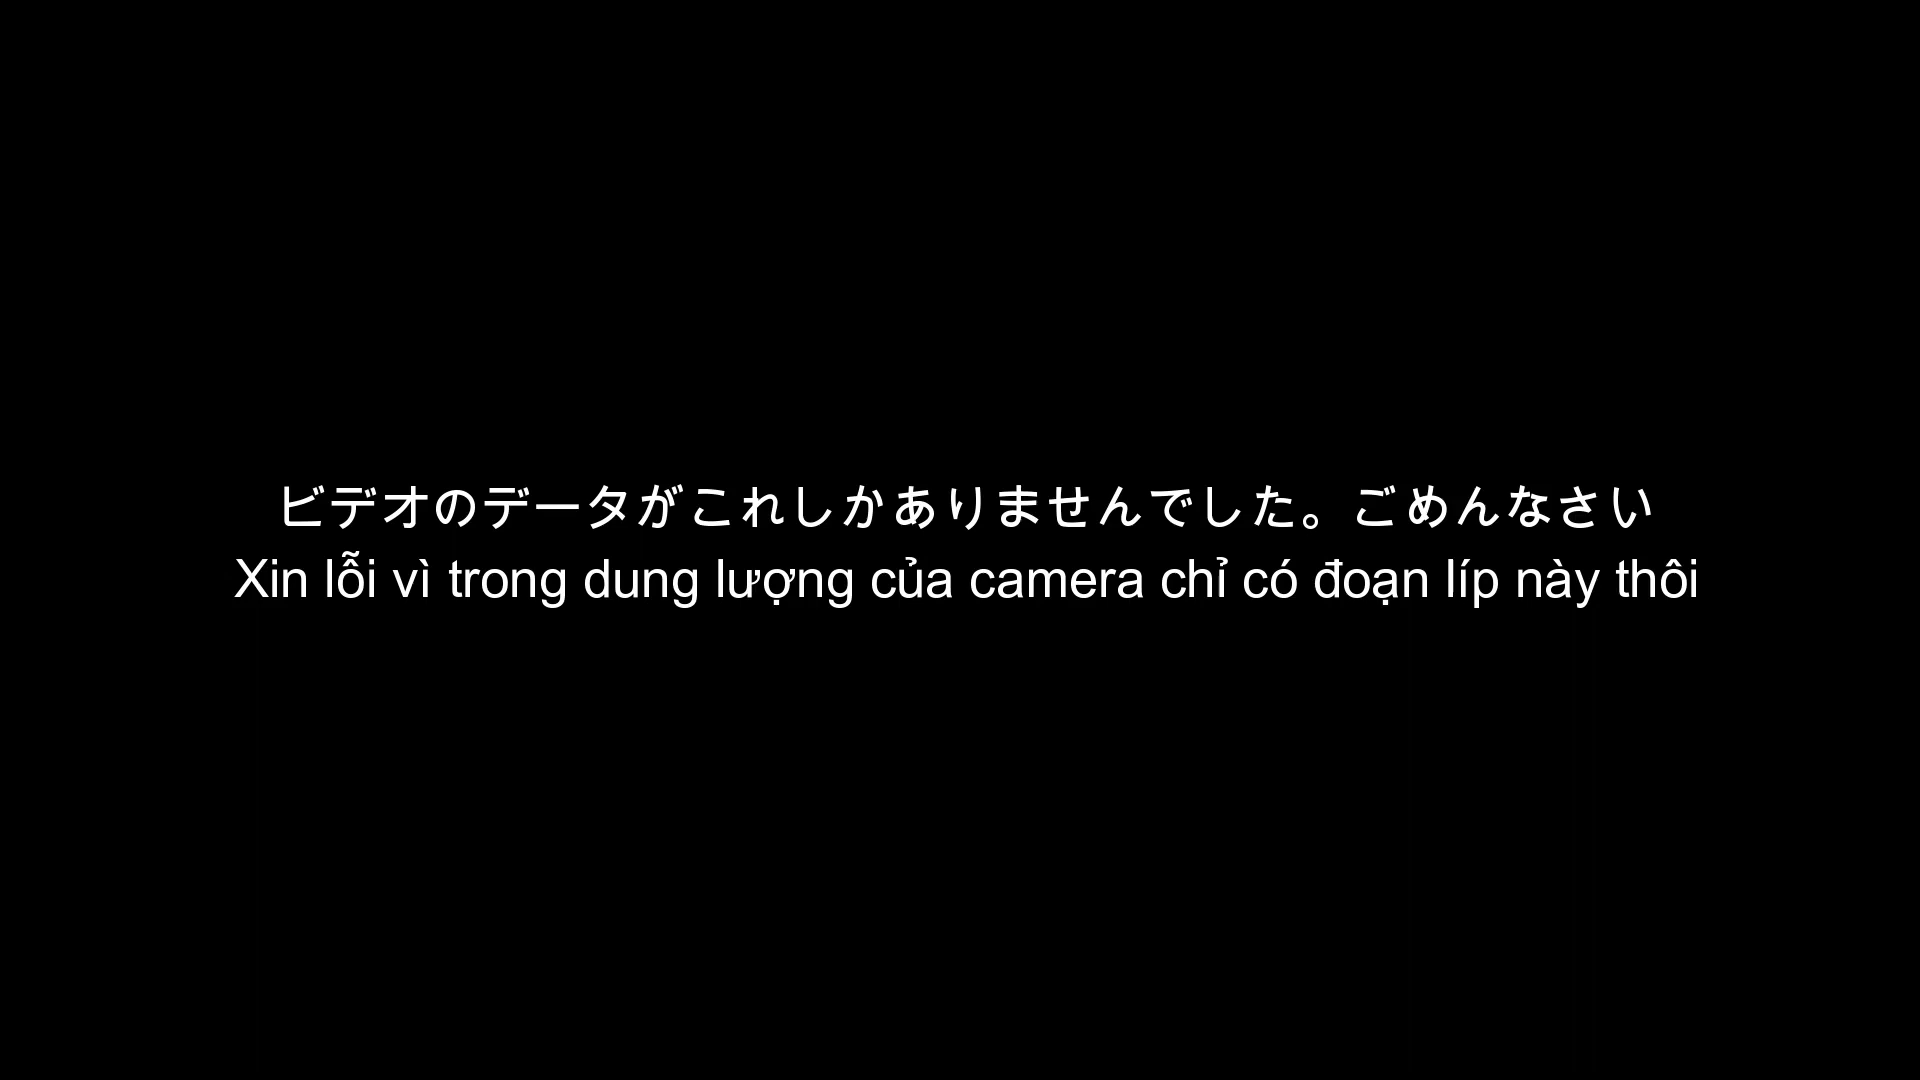 ビデオのデータがこれしかありませんでした。ごめんなさい
Xin lỗi vì trong dung lượng của camera chỉ có đoạn líp này thôi